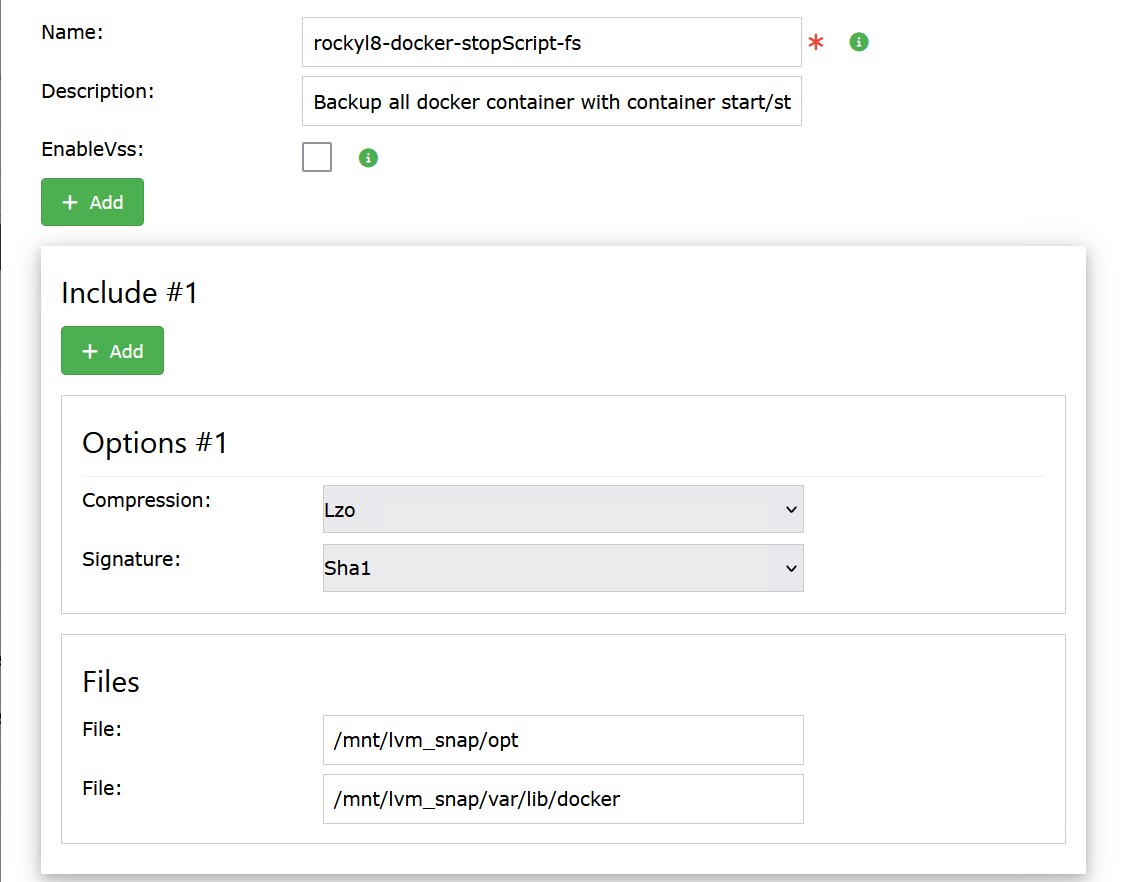 Name:
rockyl8-docker-stopScript-fs
*
Description:
Backup all docker container with container start/st
EnableVss:
+ Add
Include #1
+ Add
Options #1
Compression:
Lzo
Signature:
Sha1
Files
File:
/mnt/lvm_snap/opt
File:
/mnt/lvm_snap/var/lib/docker